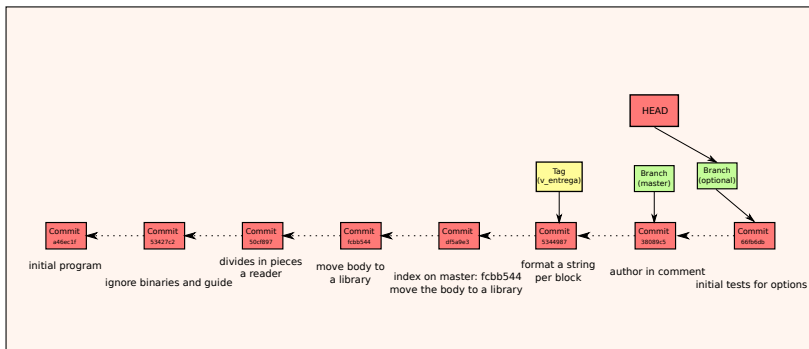 HEAD
Tag
(v_entrega)
Branch
(master)
Branch
(optional)
Commit
a46ec1f
Commit
53427c2
Commit
50cf897
Commit
fcbb544
Commit
df5a9e3
Commit
5344987
Commit
38089c5
Commit
66fb6db
initial program
ignore binaries and guide
divides in pieces
a reader
move body to
a library
index on master: fcbb544
move the body to a library
format a string
per block
author in comment
initial tests for options